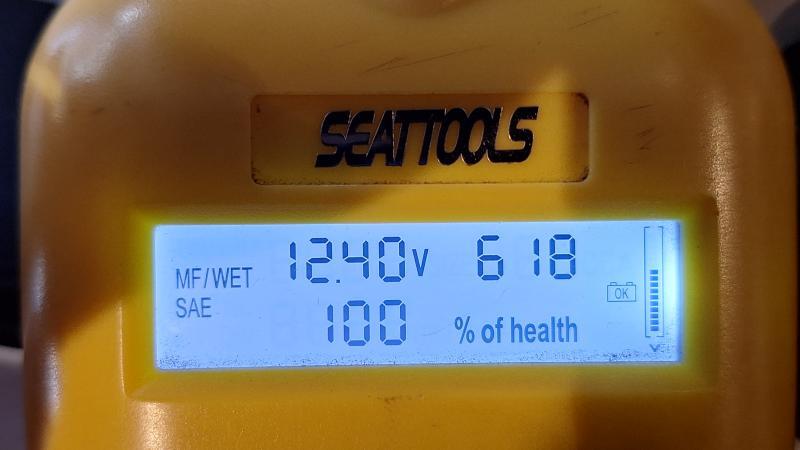 SEATTOOLS
MF/WET 12.40V 618
SAE 100 % of health
OK